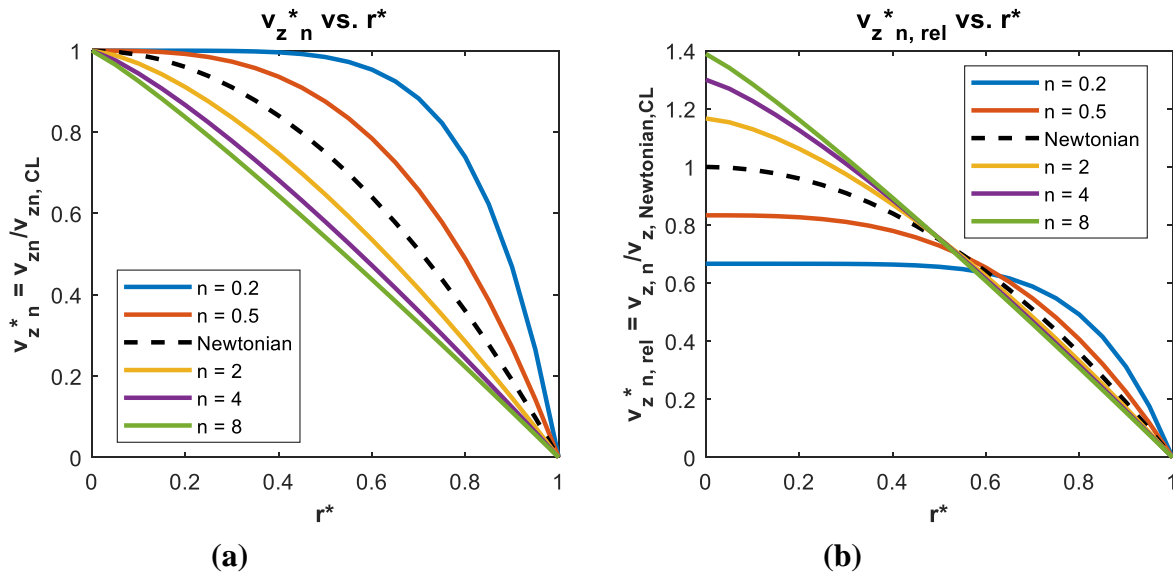 v_z*_n vs. r*
v_z*_n = v_zn/v_zn, CL
1
0.8
0.6
0.4
0.2
0
0
0.2
0.4
0.6
0.8
1
r*
n = 0.2
n = 0.5
Newtonian
n = 2
n = 4
n = 8
(a)
v_z*_n, rel vs. r*
v_z*_n, rel = v_z, n/v_z, Newtonian,CL
1.4
1.2
1
0.8
0.6
0.4
0.2
0
0
0.2
0.4
0.6
0.8
1
r*
n = 0.2
n = 0.5
Newtonian
n = 2
n = 4
n = 8
(b)